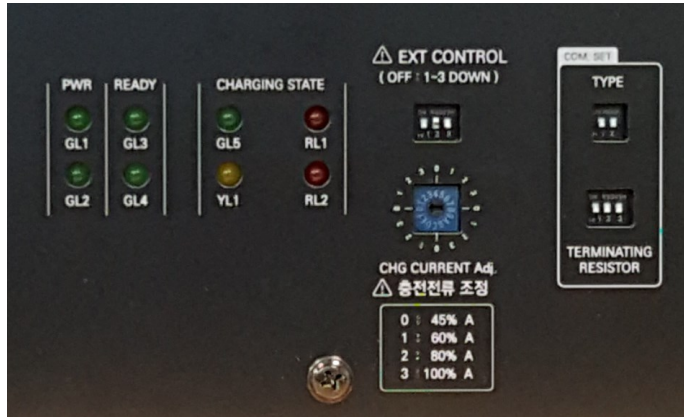 PWR READY
GL1 GL3
GL2 GL4
CHARGING STATE
GL5 RL1
YL1 RL2
⚠ EXT CONTROL
( OFF : 1-3 DOWN )
CHG CURRENT Adj.
⚠ 충전전류 조정
0 : 45% A
1 : 60% A
2 : 80% A
3 : 100% A
COM. SET
TYPE
TERMINATING
RESISTOR